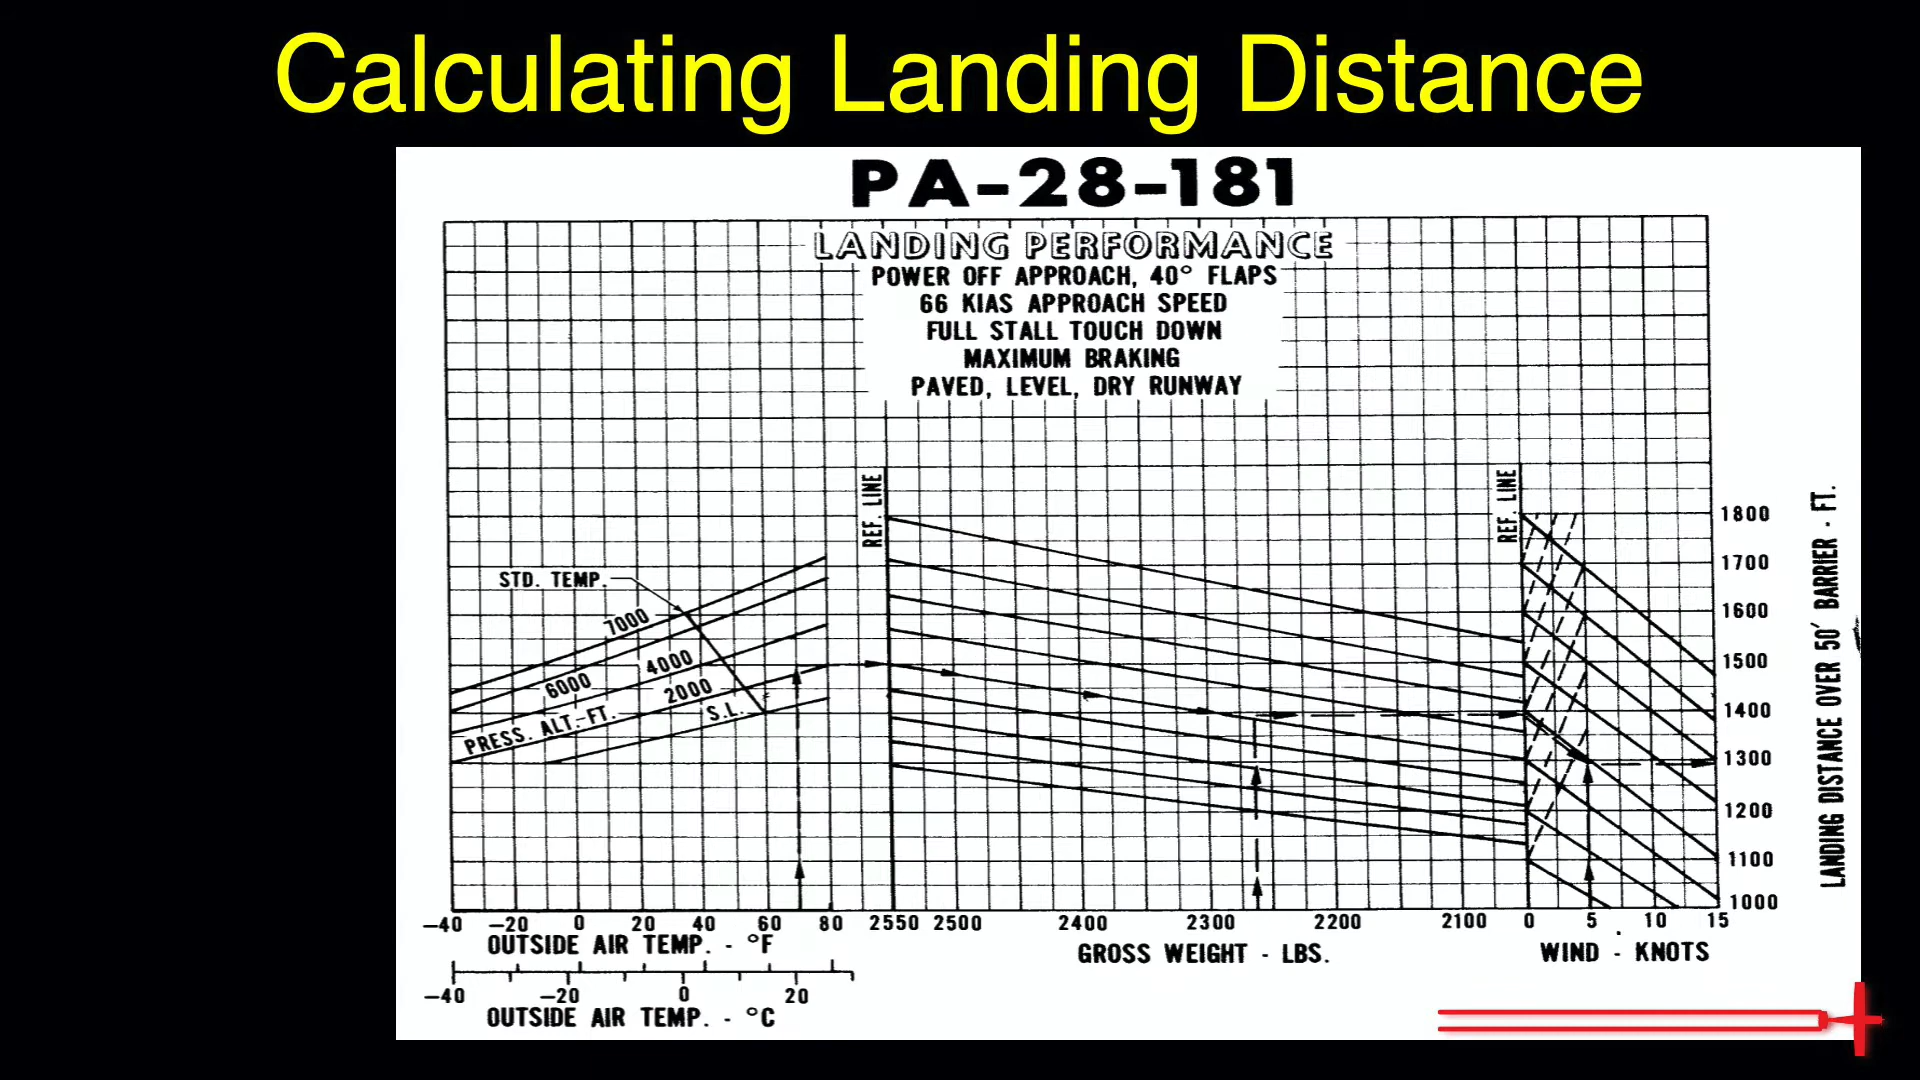 Calculating Landing Distance
PA-28-181
LANDING PERFORMANCE
POWER OFF APPROACH, 40° FLAPS
66 KIAS APPROACH SPEED
FULL STALL TOUCH DOWN
MAXIMUM BRAKING
PAVED, LEVEL, DRY RUNWAY
REF. LINE
REF. LINE
STD. TEMP.
7000
6000
4000
2000
S.L.
PRESS. ALT.-FT.
1800
1700
1600
1500
1400
1300
1200
1100
1000
LANDING DISTANCE OVER 50' BARRIER - FT.
-40 -20 0 20 40 60 80 2550 2500 2400 2300 2200 2100 0 5 10 15
OUTSIDE AIR TEMP. - °F GROSS WEIGHT - LBS. WIND - KNOTS
-40 -20 0 20
OUTSIDE AIR TEMP. - °C